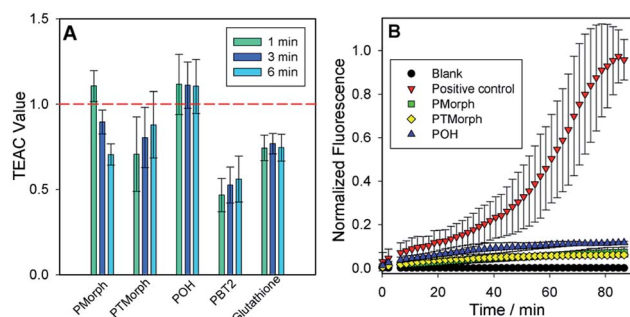 A
1 min
3 min
6 min
TEAC Value
1.5
1.0
0.5
0.0
PMorph
PTMorph
POH
PBT2
Glutathione
B
Blank
Positive control
PMorph
PTMorph
POH
Normalized Fluorescence
1.0
0.8
0.6
0.4
0.2
0.0
0
20
40
60
80
Time / min